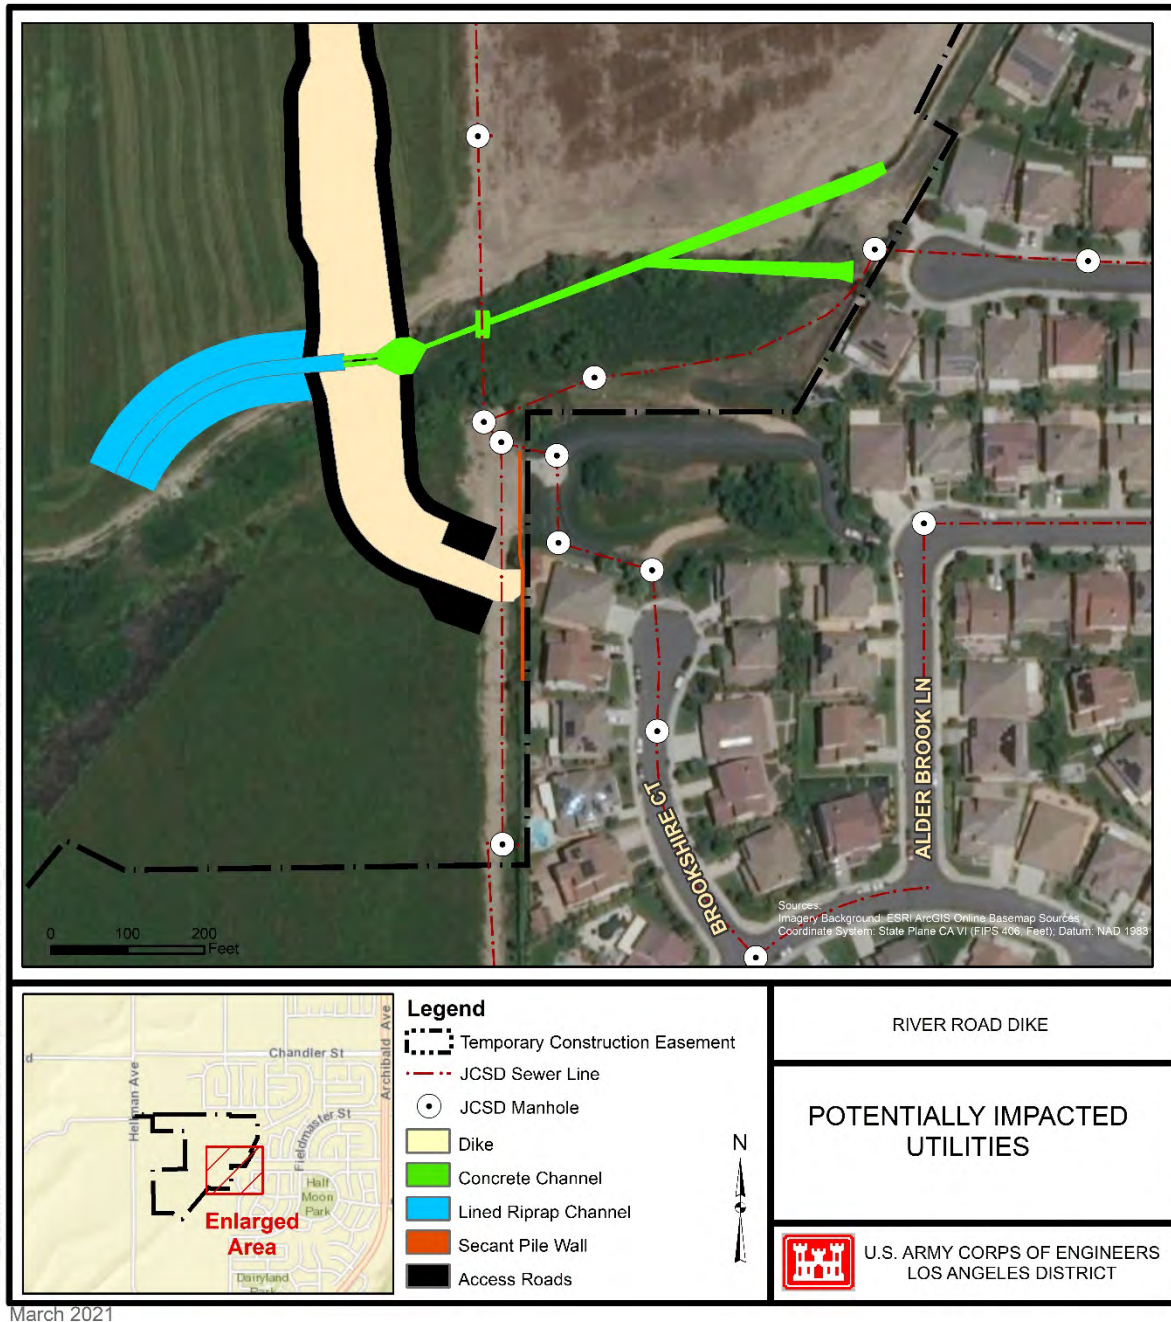 BROOKSHIRE CT
ALDER BROOK LN
Sources:
Imagery Background: ESRI ArcGIS Online Basemap Sources
Coordinate System: State Plane CA VI (FIPS 406, Feet); Datum: NAD 1983
0 100 200
Feet
Chandler St
Archibald Ave
Hellman Ave
Fieldmaster St
d
Half
Moon
Park
Enlarged
Area
Dairyland
Park
Legend
Temporary Construction Easement
JCSD Sewer Line
JCSD Manhole
Dike
Concrete Channel
Lined Riprap Channel
Secant Pile Wall
Access Roads
N
RIVER ROAD DIKE
POTENTIALLY IMPACTED
UTILITIES
U.S. ARMY CORPS OF ENGINEERS
LOS ANGELES DISTRICT
March 2021